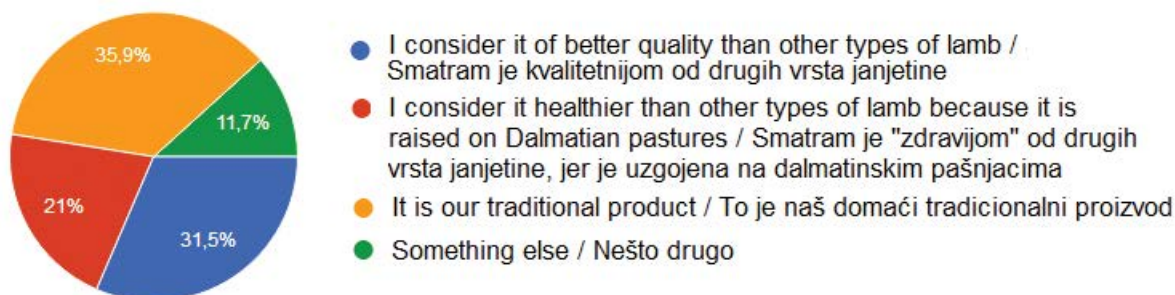 35,9%
11,7%
21%
31,5%
I consider it of better quality than other types of lamb /
Smatram je kvalitetnijom od drugih vrsta janjetine
I consider it healthier than other types of lamb because it is
raised on Dalmatian pastures / Smatram je "zdravijom" od drugih
vrsta janjetine, jer je uzgojena na dalmatinskim pašnjacima
It is our traditional product / To je naš domaći tradicionalni proizvod
Something else / Nešto drugo